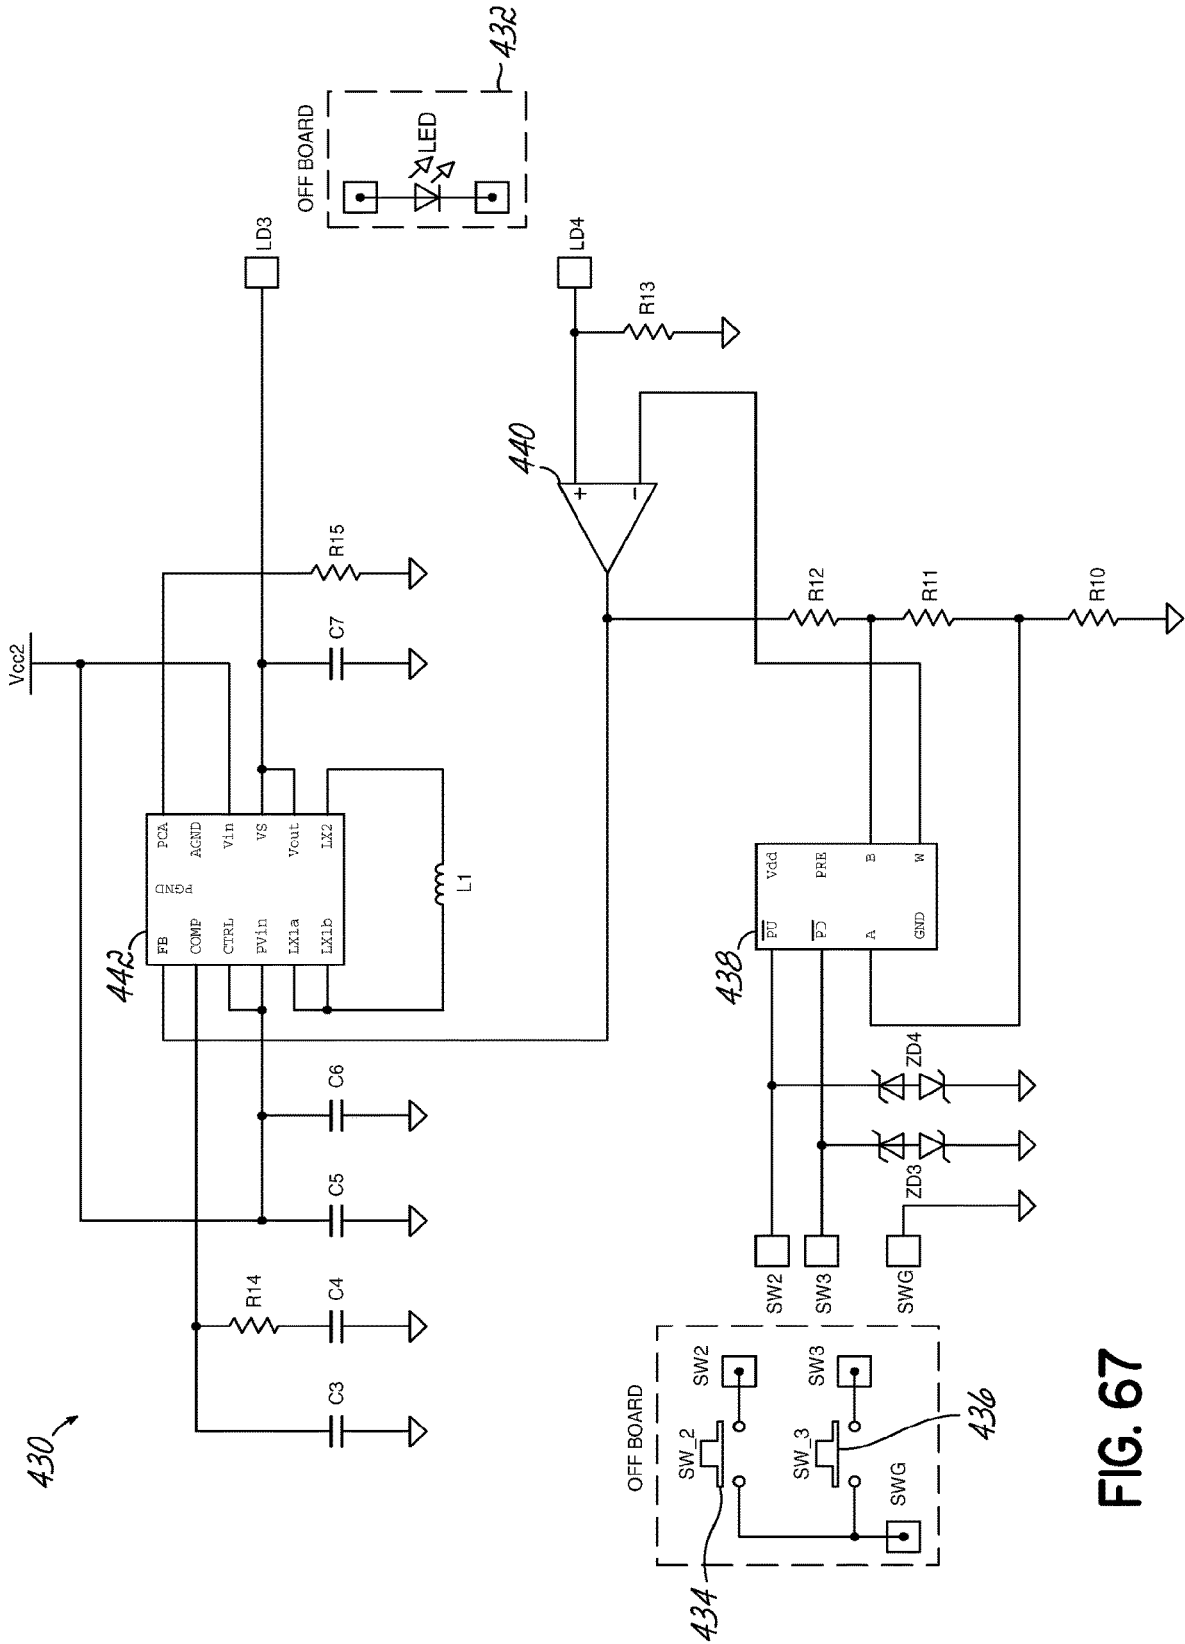 430
Vcc2
442
FB
COMP
CTRL
PVin
LX1a
LX1b
PGND
PCA
AGND
Vin
VS
Vout
LX2
L1
C3
R14
C4
C5
C6
C7
R15
LD3
OFF BOARD
LED
432
LD4
R13
440
+
−
R12
R11
R10
438
PU
PD
A
GND
Vdd
PRE
B
W
ZD4
ZD3
SW2
SW3
SWG
OFF BOARD
SW_2
SW2
SW_3
SW3
SWG
434
436
FIG. 67